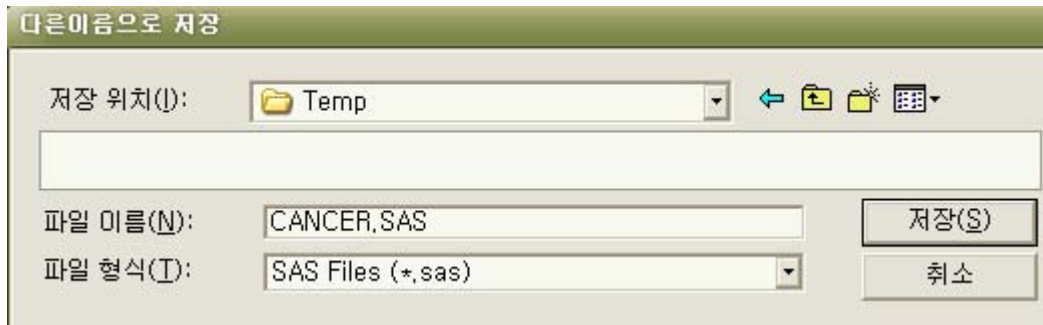 다른이름으로 저장
저장 위치(I): Temp
파일 이름(N): CANCER,SAS 저장(S)
파일 형식(T): SAS Files (*,sas) 취소